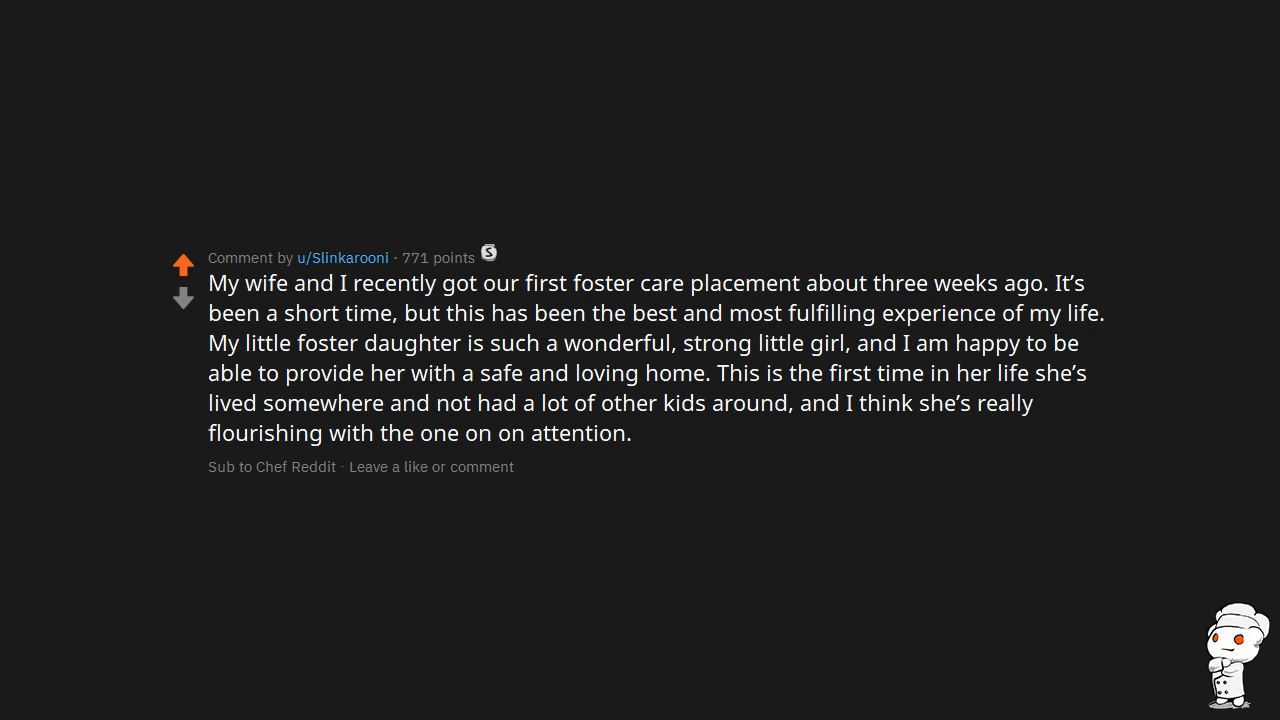 Comment by u/Slinkarooni · 771 points
My wife and I recently got our first foster care placement about three weeks ago. It’s
been a short time, but this has been the best and most fulfilling experience of my life.
My little foster daughter is such a wonderful, strong little girl, and I am happy to be
able to provide her with a safe and loving home. This is the first time in her life she’s
lived somewhere and not had a lot of other kids around, and I think she’s really
flourishing with the one on on attention.
Sub to Chef Reddit · Leave a like or comment